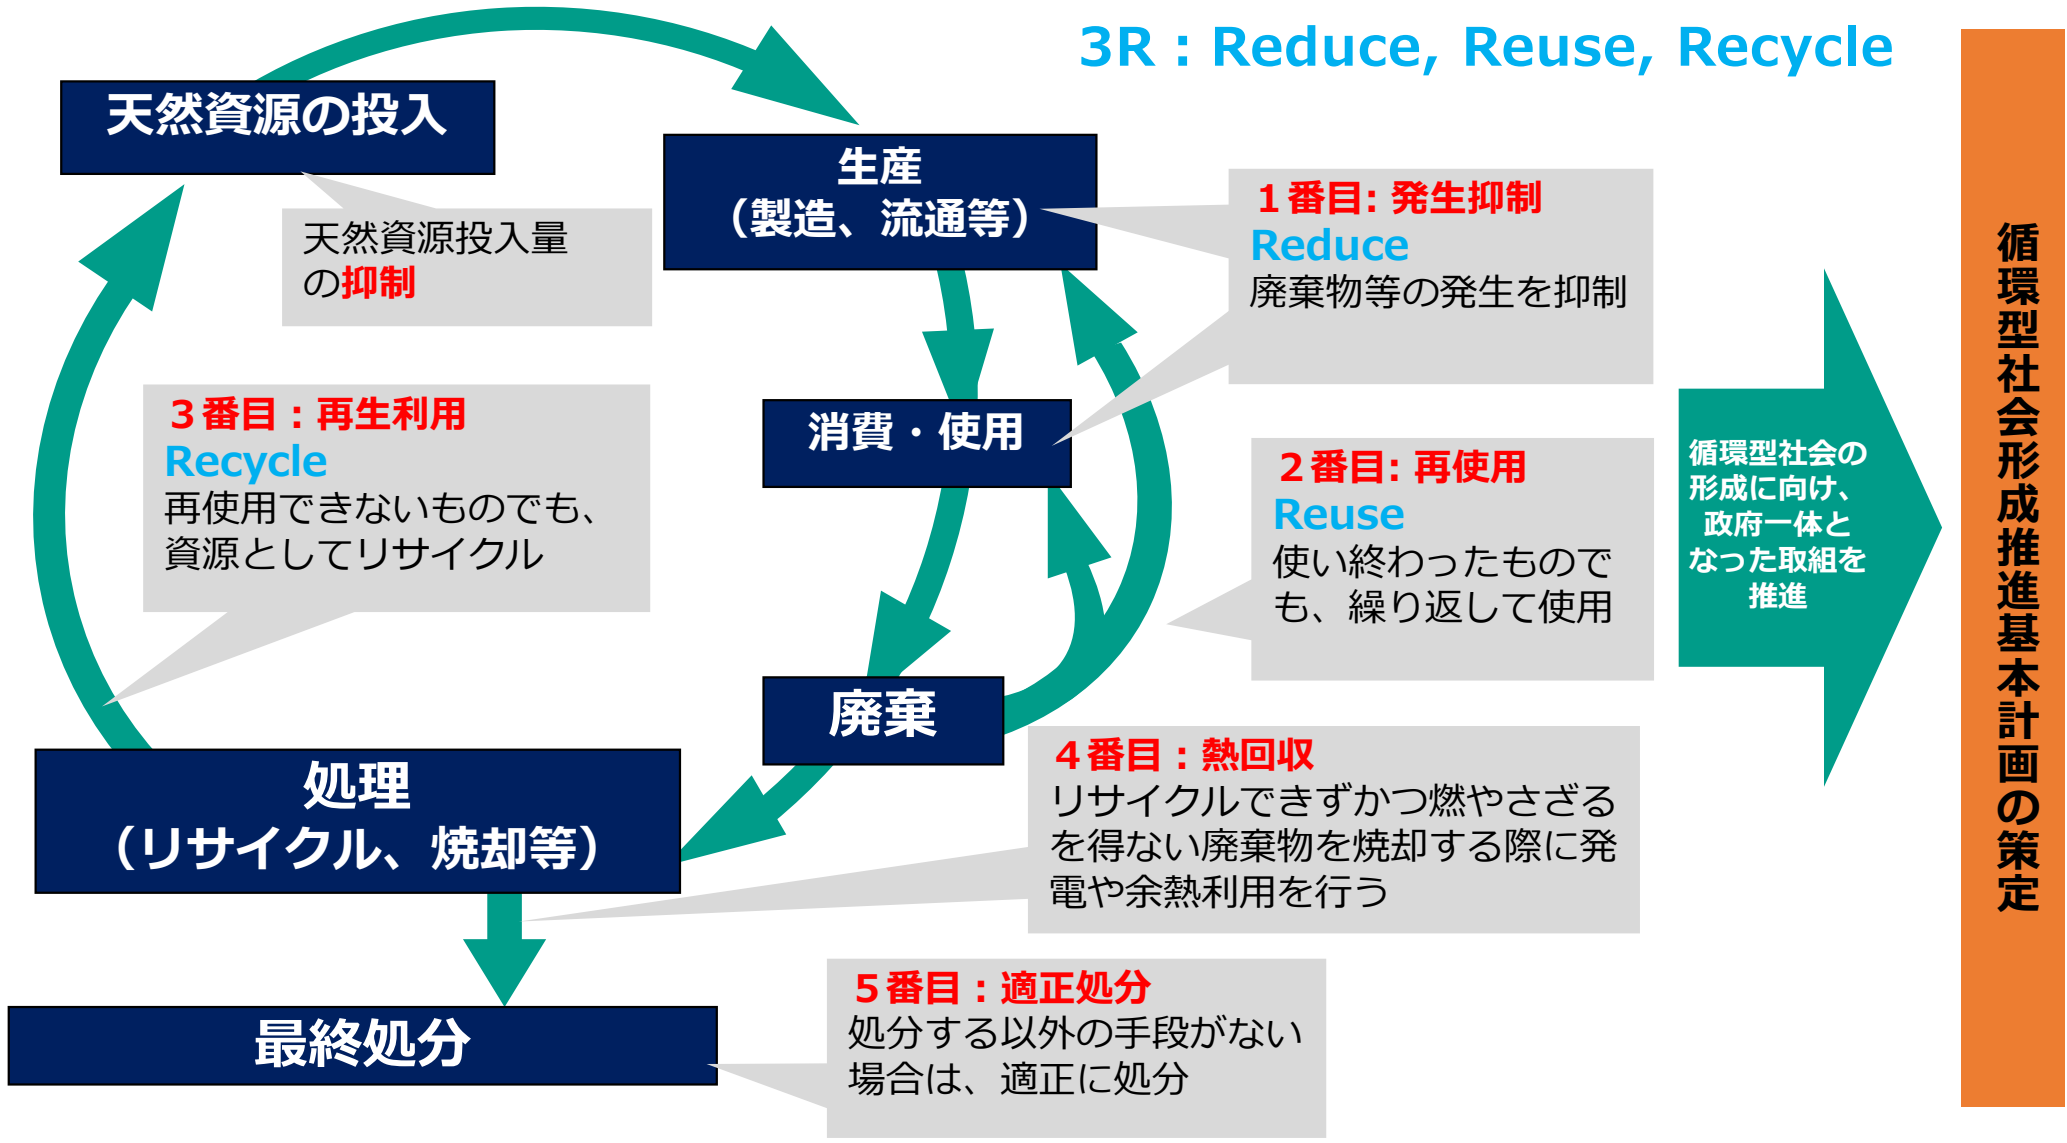 3R：Reduce, Reuse, Recycle
天然資源の投入
生産
（製造、流通等）
天然資源投入量
の抑制
１番目: 発生抑制
Reduce
廃棄物等の発生を抑制
３番目：再生利用
Recycle
再使用できないものでも、
資源としてリサイクル
消費・使用
２番目: 再使用
Reuse
使い終わったもので
も、繰り返して使用
廃棄
処理
（リサイクル、焼却等）
４番目：熱回収
リサイクルできずかつ燃やさざる
を得ない廃棄物を焼却する際に発
電や余熱利用を行う
最終処分
５番目：適正処分
処分する以外の手段がない
場合は、適正に処分
循環型社会の
形成に向け、
政府一体と
なった取組を
推進
循環型社会形成推進基本計画の策定